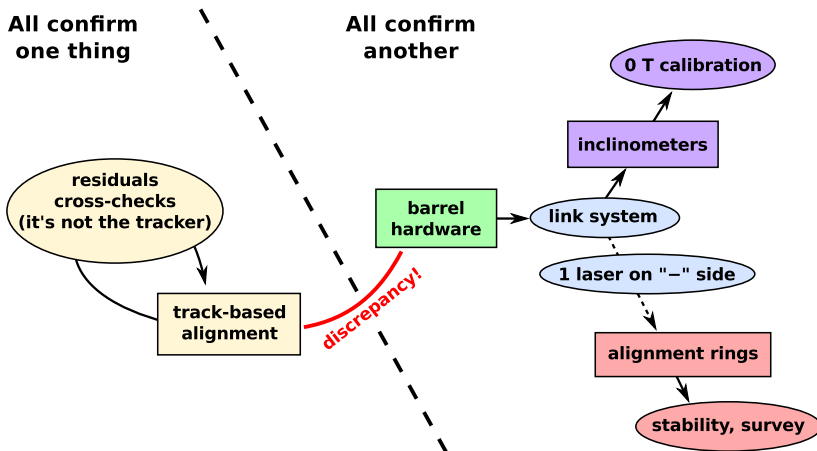 All confirm
one thing
All confirm
another
0 T calibration
inclinometers
residuals
cross-checks
(it's not the tracker)
barrel
hardware
link system
1 laser on "−" side
discrepancy!
track-based
alignment
alignment rings
stability, survey